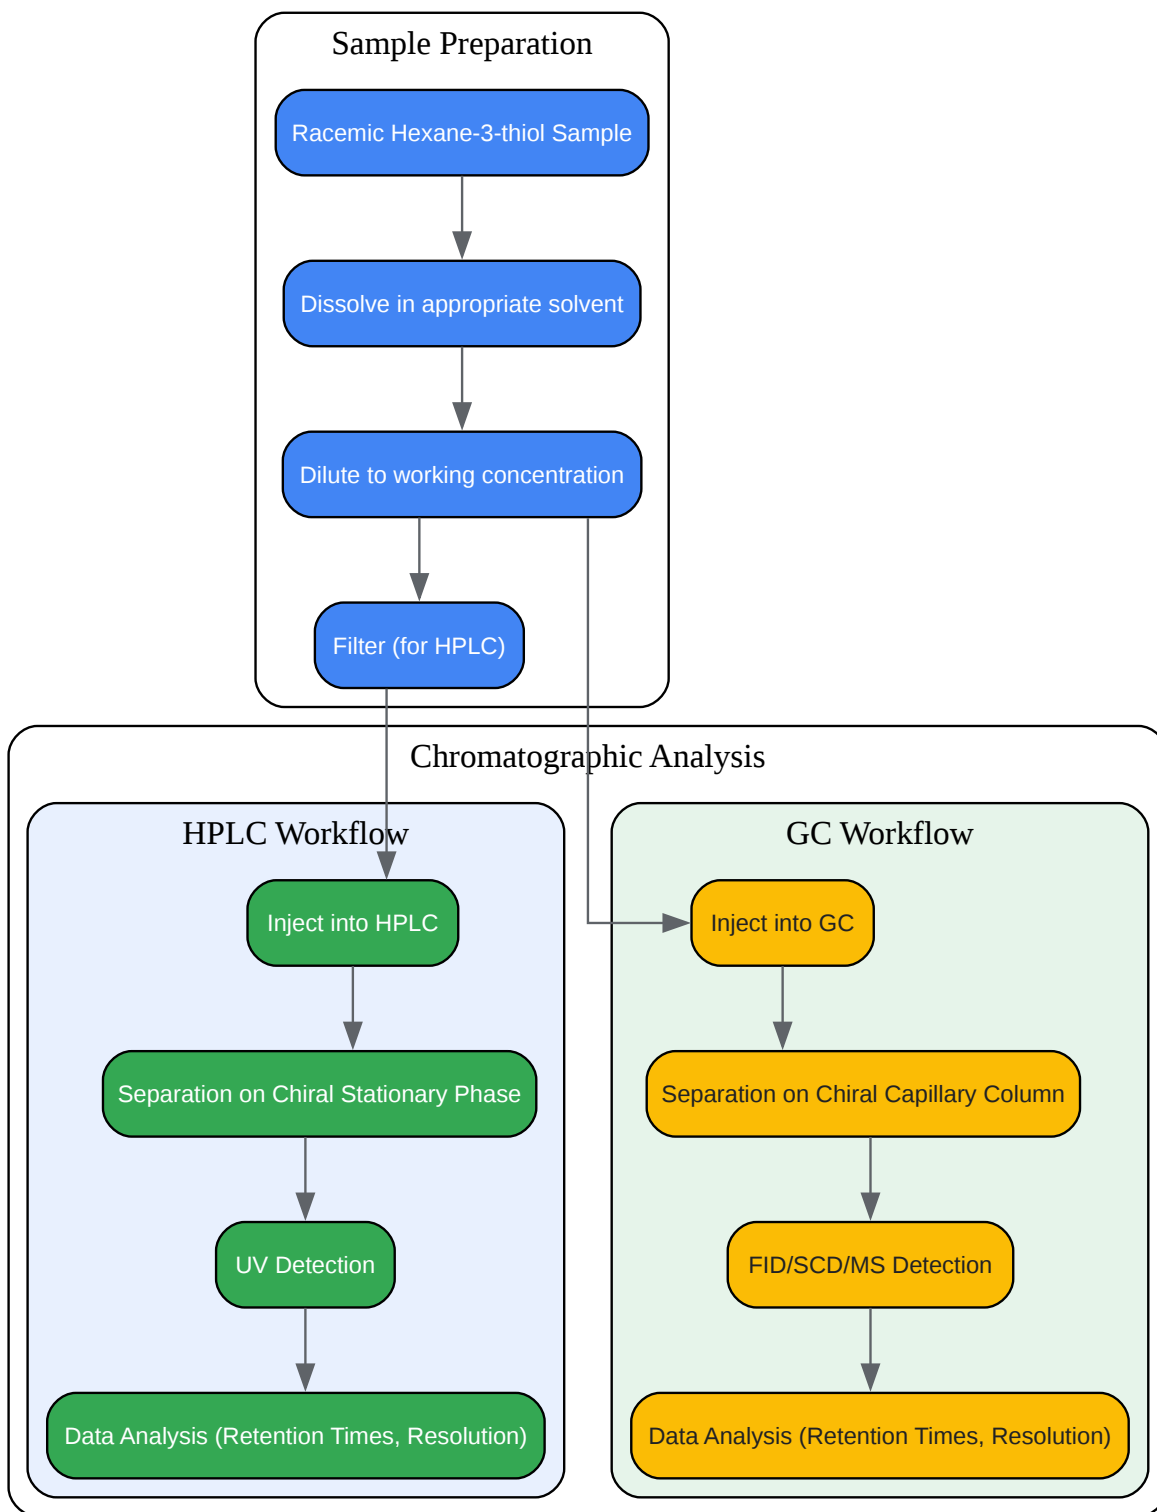 Sample Preparation
Racemic Hexane-3-thiol Sample
Dissolve in appropriate solvent
Dilute to working concentration
Filter (for HPLC)
Chromatographic Analysis
HPLC Workflow
Inject into HPLC
Separation on Chiral Stationary Phase
UV Detection
Data Analysis (Retention Times, Resolution)
GC Workflow
Inject into GC
Separation on Chiral Capillary Column
FID/SCD/MS Detection
Data Analysis (Retention Times, Resolution)